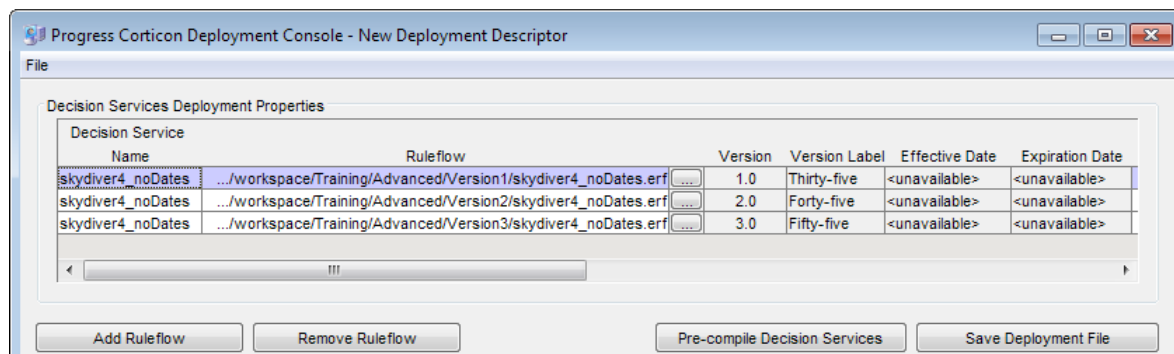 Progress Corticon Deployment Console - New Deployment Descriptor
File
Decision Services Deployment Properties
Decision Service
Name Ruleflow Version Version Label Effective Date Expiration Date
skydiver4_noDates .../workspace/Training/Advanced/Version1/skydiver4_noDates.erf ... 1.0 Thirty-five <unavailable> <unavailable>
skydiver4_noDates .../workspace/Training/Advanced/Version2/skydiver4_noDates.erf ... 2.0 Forty-five <unavailable> <unavailable>
skydiver4_noDates .../workspace/Training/Advanced/Version3/skydiver4_noDates.erf ... 3.0 Fifty-five <unavailable> <unavailable>
Add Ruleflow Remove Ruleflow Pre-compile Decision Services Save Deployment File